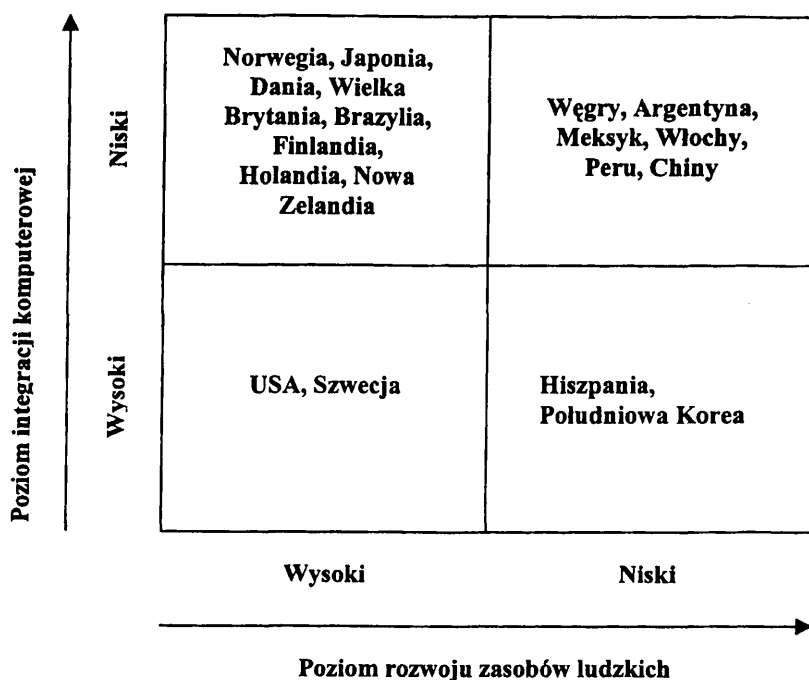 Poziom integracji komputerowej
Niski
Norwegia, Japonia,
Dania, Wielka
Brytania, Brazylia,
Finlandia,
Holandia, Nowa
Zelandia
Węgry, Argentyna,
Meksyk, Włochy,
Peru, Chiny
Wysoki
USA, Szwecja
Hiszpania,
Południowa Korea
Wysoki
Niski
Poziom rozwoju zasobów ludzkich